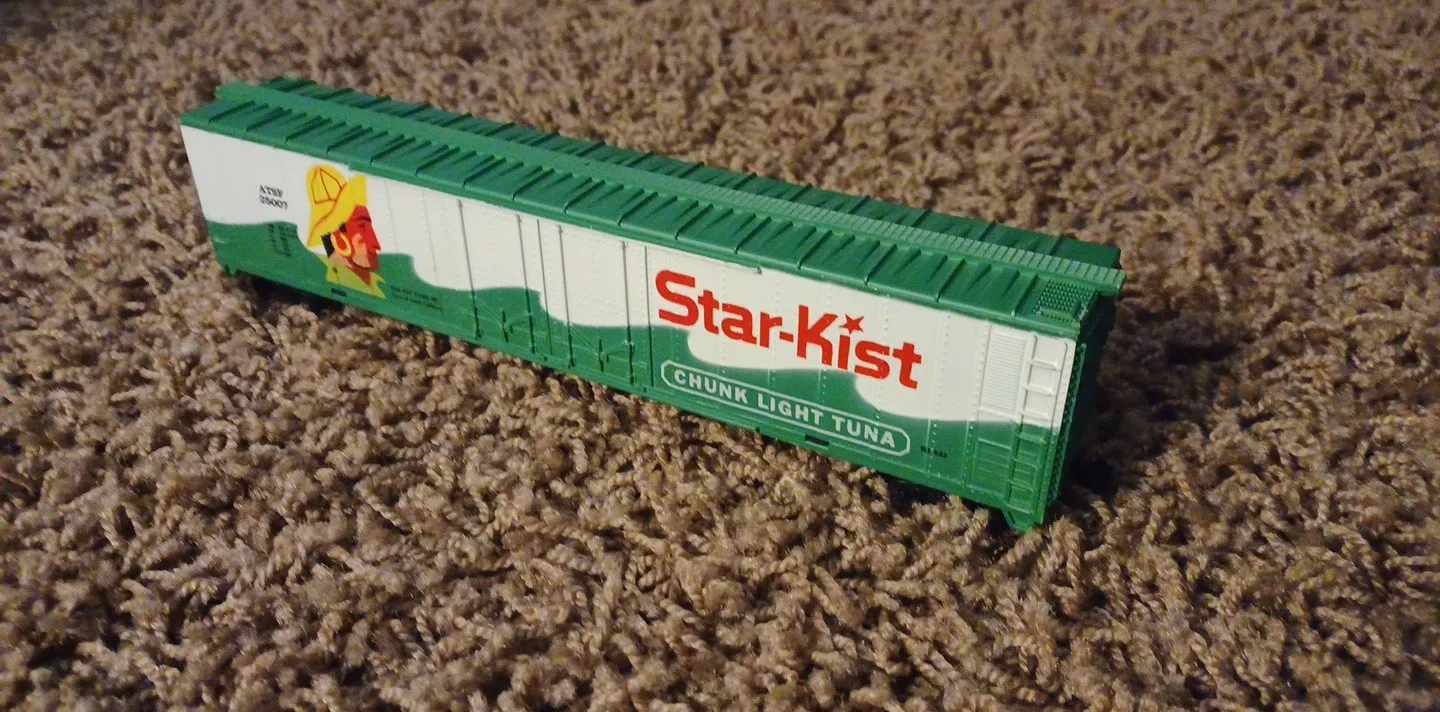 ATSF
25007
Star-Kist
CHUNK LIGHT TUNA